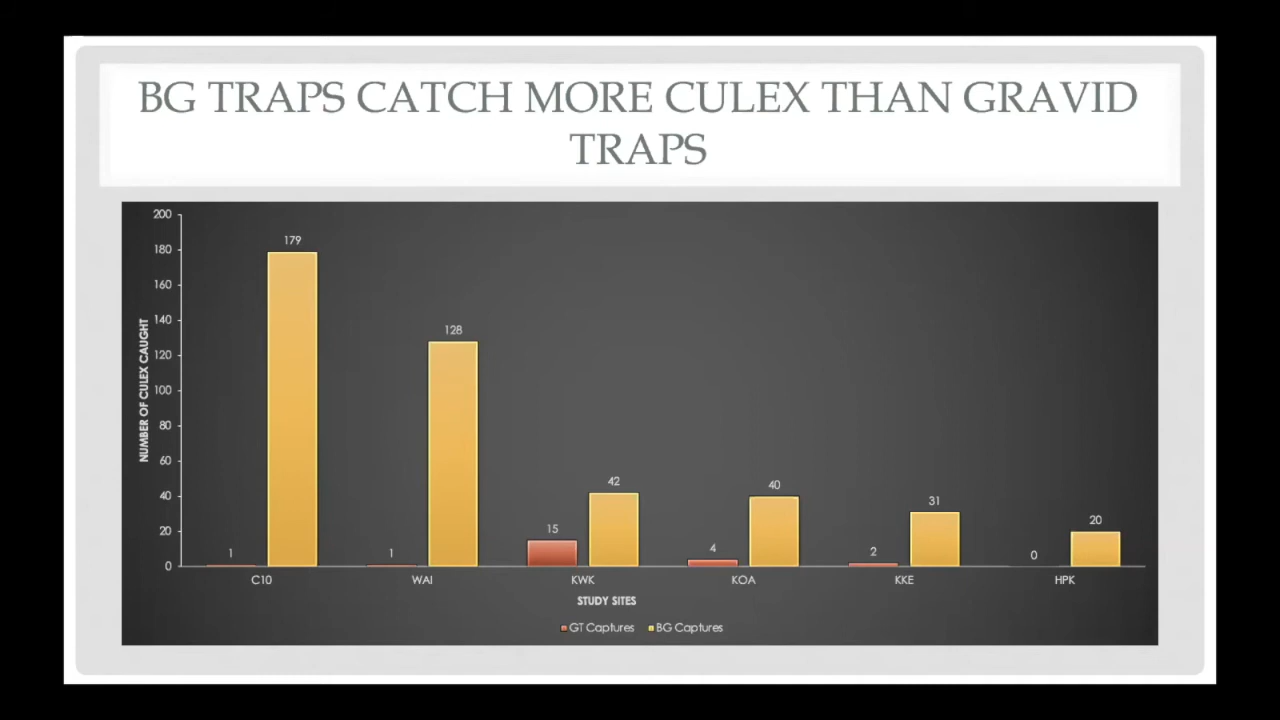 BG TRAPS CATCH MORE CULEX THAN GRAVID
TRAPS
NUMBER OF CULEX CAUGHT
200
180
160
140
120
100
80
60
40
20
0
1
179
1
128
15
42
4
40
2
31
0
20
C10
WAI
KWK
KOA
KKE
HPK
STUDY SITES
GT Captures
BG Captures